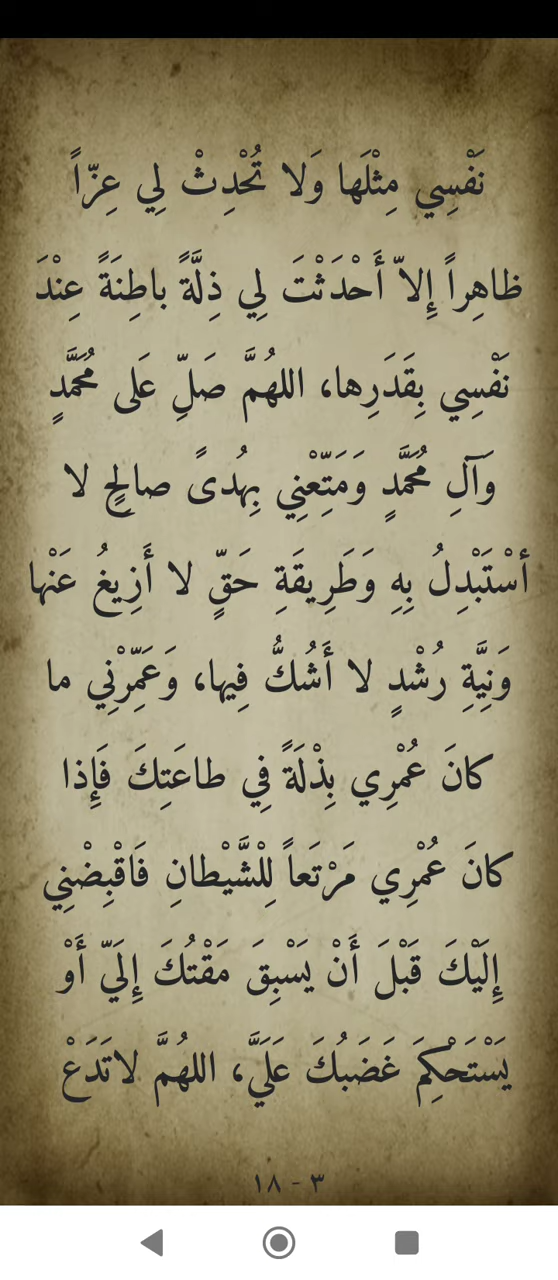 نَفْسِي مِثْلَها وَلا تُحْدِثْ لِي عِزّاً
ظاهِراً إِلاّ أَحْدَثْتَ لِي ذِلَّةً باطِنَةً عِنْدَ
نَفْسِي بِقَدَرِها، اللهُمَّ صَلِّ عَلى مُحَمَّدٍ
وَآلِ مُحَمَّدٍ وَمَتِّعْنِي بِهُدىً صالِحٍ لا
أسْتَبْدِلُ بِهِ وَطَرِيقَةِ حَقٍّ لا أَزِيغُ عَنْها
وَنِيَّةِ رُشْدٍ لا أَشُكُّ فِيها، وَعَمِّرْنِي ما
كانَ عُمْرِي بِذْلَةً فِي طاعَتِكَ فَإِذا
كانَ عُمْرِي مَرْتَعاً لِلْشَّيْطانِ فَاقْبِضْنِي
إِلَيْكَ قَبْلَ أَنْ يَسْبِقَ مَقْتُكَ إِلَيّ أَوْ
يَسْتَحْكِمَ غَضَبُكَ عَلَيَّ، اللهُمَّ لاتَدَعْ
٣ - ١٨